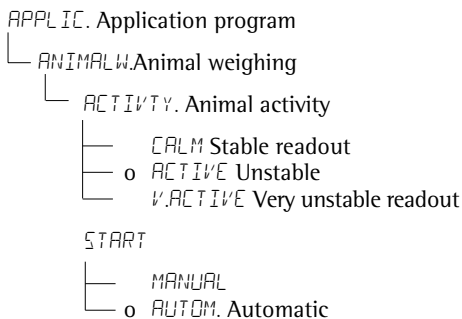 APPLIC. Application program
ANIMALW.Animal weighing
ACTIVTY. Animal activity
CALM Stable readout
o ACTIVE Unstable
V.ACTIVE Very unstable readout
START
MANUAL
o AUTOM. Automatic